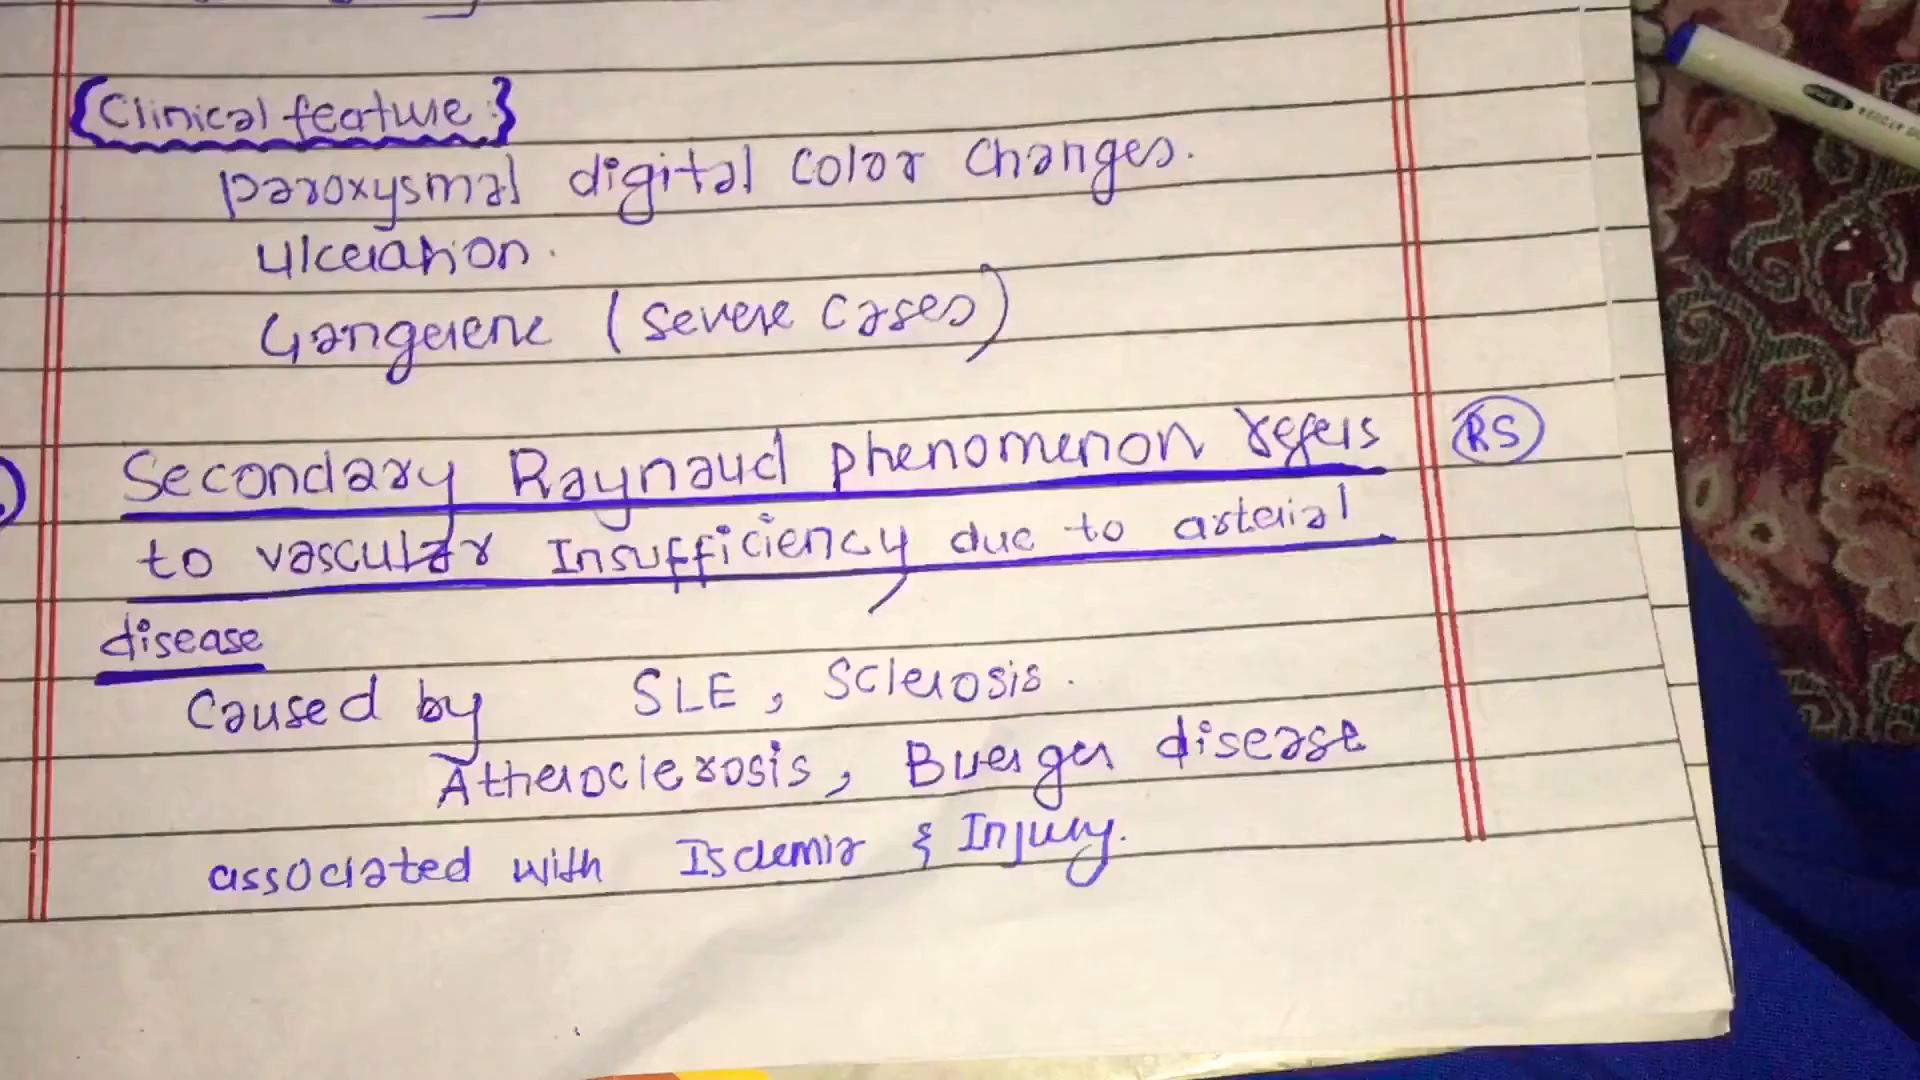 {Clinical feature:}
paroxysmal digital color changes.
ulceration.
Gangerene (severe cases)
Secondary Raynaud phenomenon refers
RS
to vascular Insufficiency due to arterial
disease
Caused by SLE, Sclerosis.
Atheroclerosis, Buerger disease
associated with Ischemia & Injury.